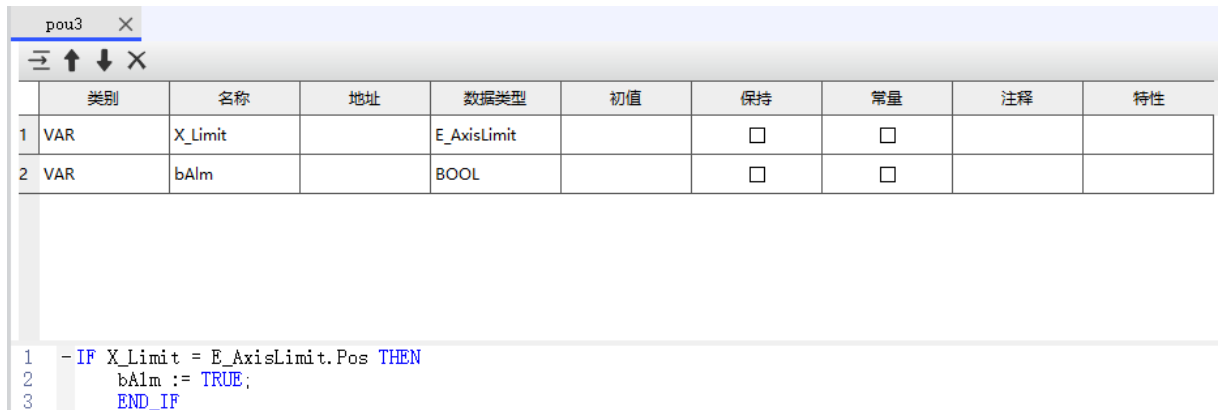 pou3
类别 名称 地址 数据类型 初值 保持 常量 注释 特性
1 VAR X_Limit E_AxisLimit
2 VAR bAlm BOOL
1 IF X_Limit = E_AxisLimit.Pos THEN
2 bAlm := TRUE;
3 END_IF